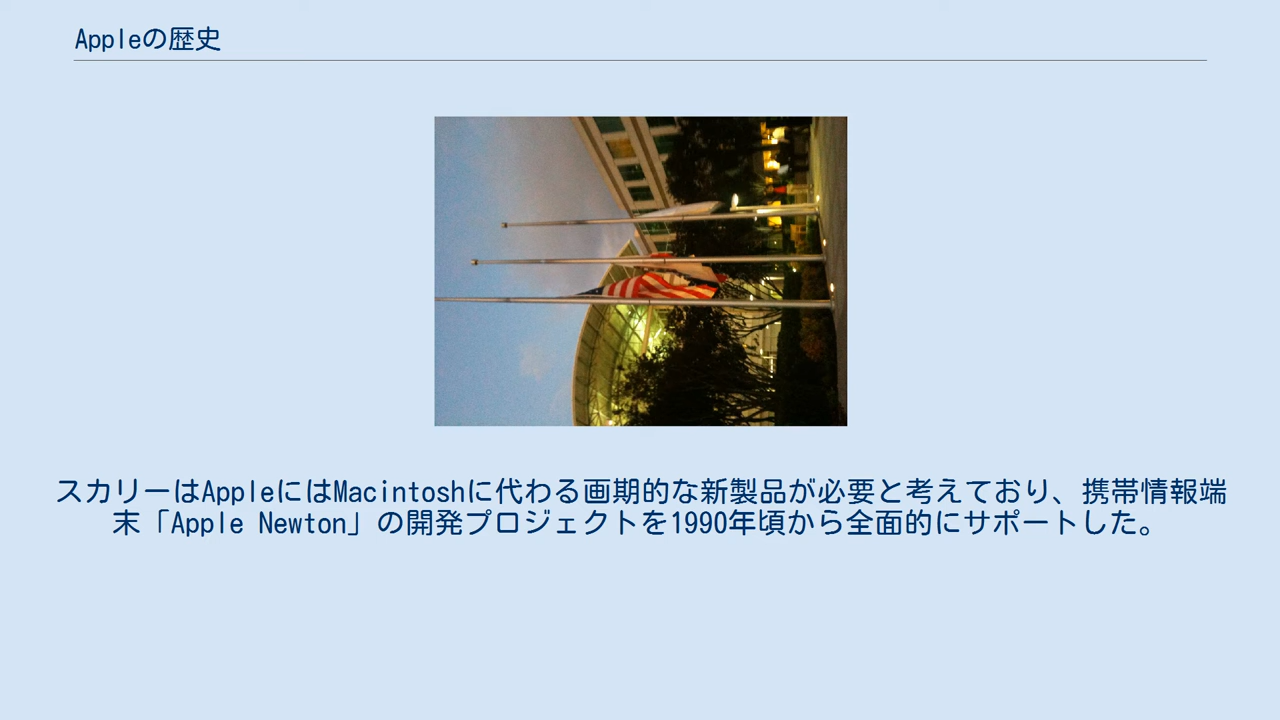 Appleの歴史
スカリーはAppleにはMacintoshに代わる画期的な新製品が必要と考えており、携帯情報端
末「Apple Newton」の開発プロジェクトを1990年頃から全面的にサポートした。